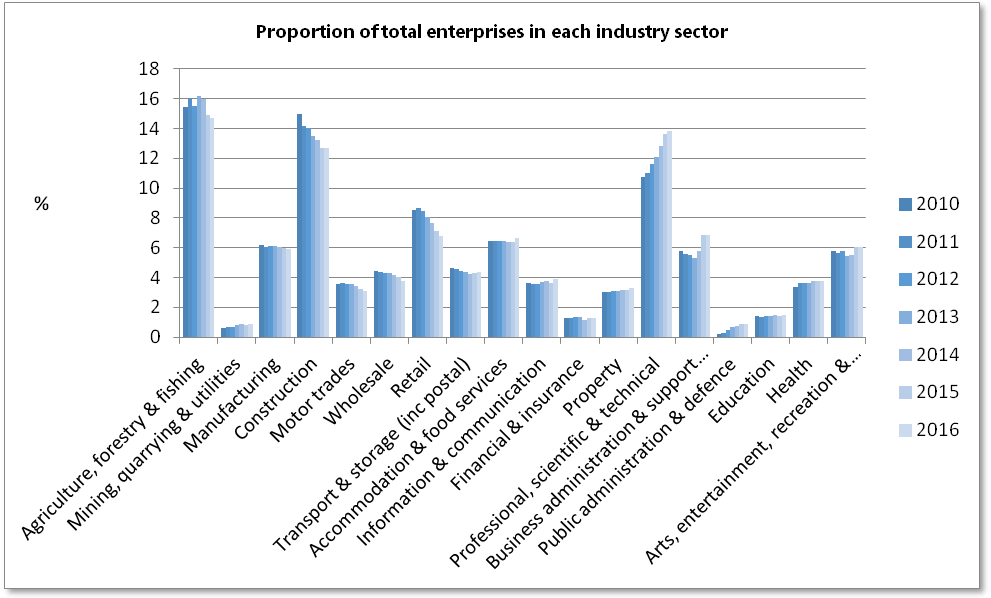 Proportion of total enterprises in each industry sector
18
16
14
12
10
8
6
4
2
0
%
Agriculture, forestry & fishing
Mining, quarrying & utilities
Manufacturing
Construction
Motor trades
Wholesale
Retail
Transport & storage (inc postal)
Accommodation & food services
Information & communication
Financial & insurance
Property
Professional, scientific & technical
Business administration & support...
Public administration & defence
Education
Health
Arts, entertainment, recreation &...
2010
2011
2012
2013
2014
2015
2016